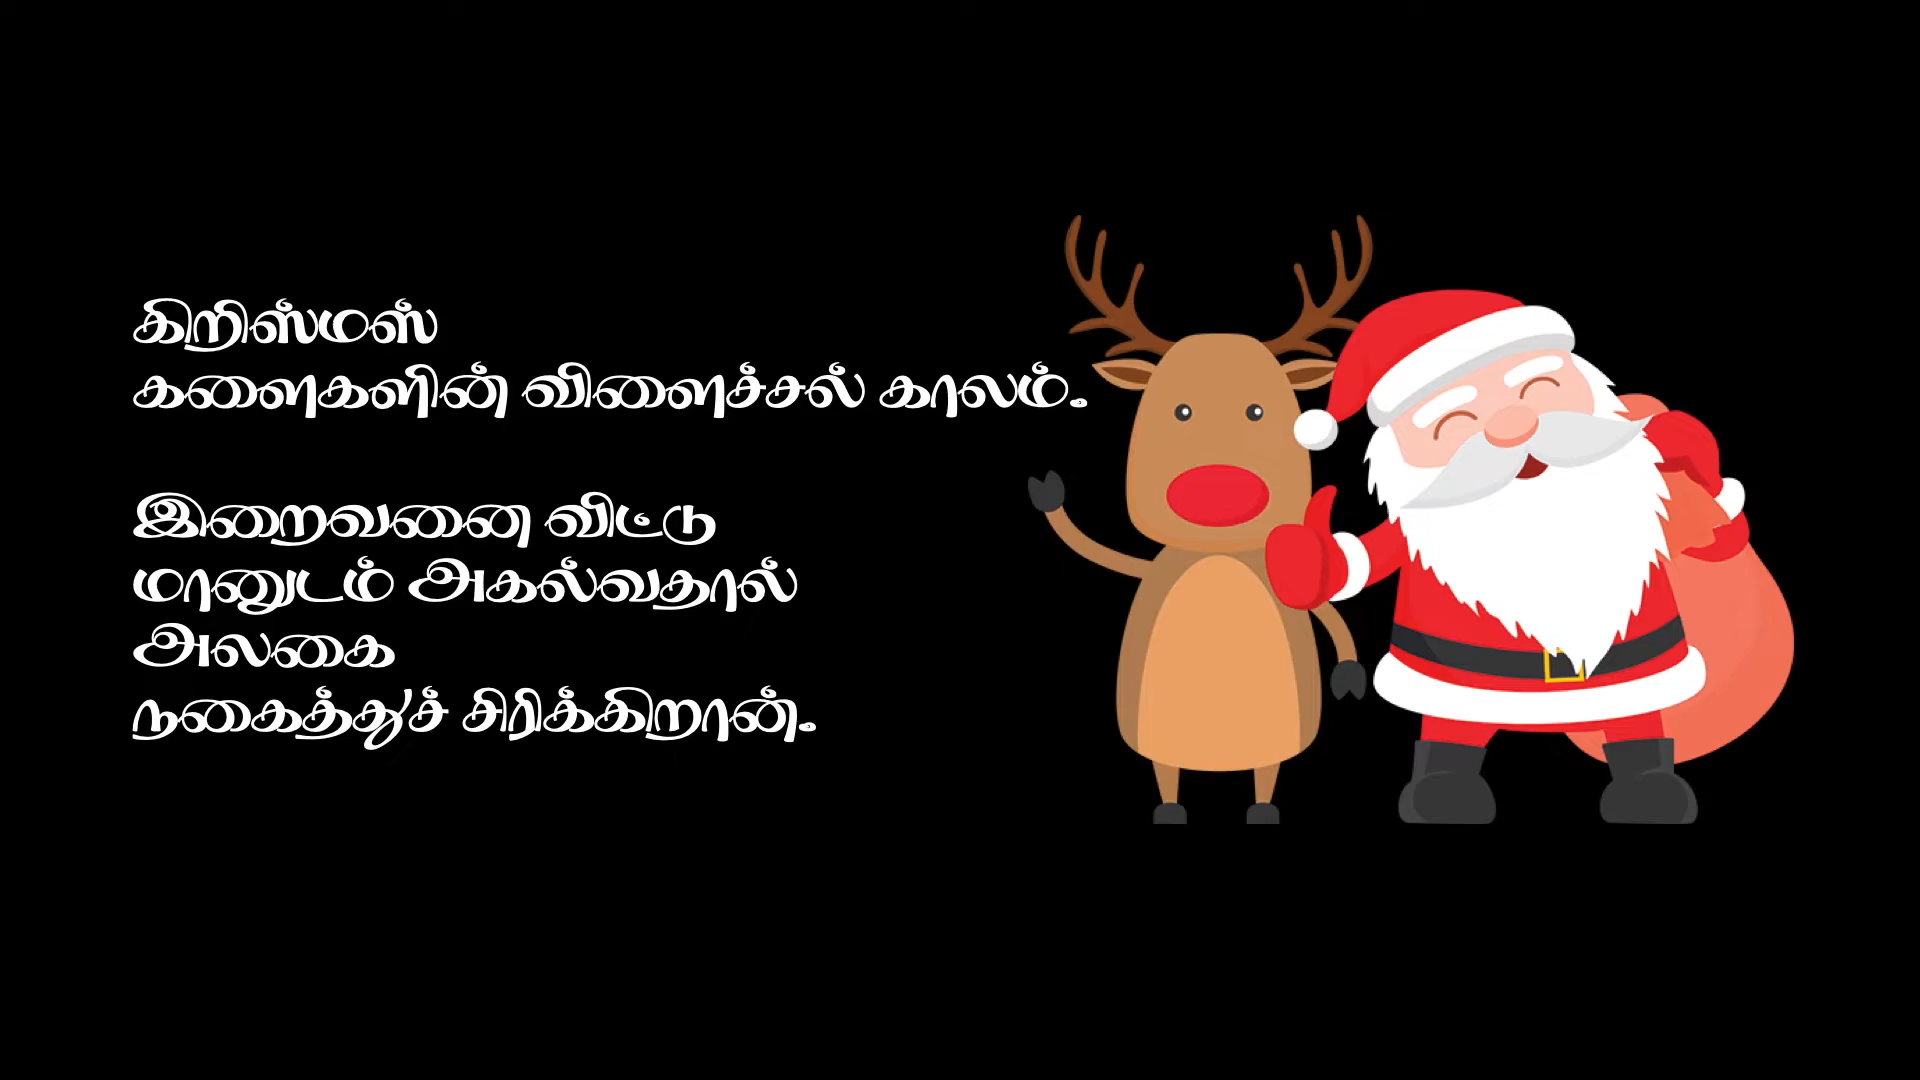 கிறிஸ்மஸ்
களைகளின் விளைச்சல் காலம்.
இறைவனை விட்டு
மானுடம் அகல்வதால்
அலகை
நகைத்துச் சிரிக்கிறான்.